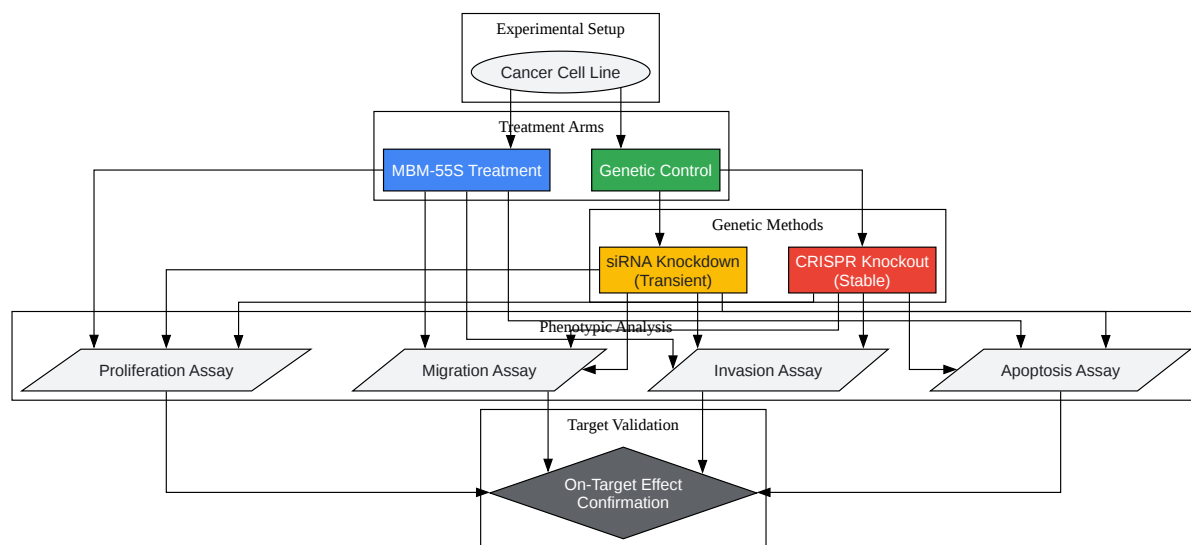 Experimental Setup
Cancer Cell Line
Treatment Arms
MBM-55S Treatment
Genetic Control
Genetic Methods
siRNA Knockdown
(Transient)
CRISPR Knockout
(Stable)
Phenotypic Analysis
Proliferation Assay
Migration Assay
Invasion Assay
Apoptosis Assay
Target Validation
On-Target Effect
Confirmation